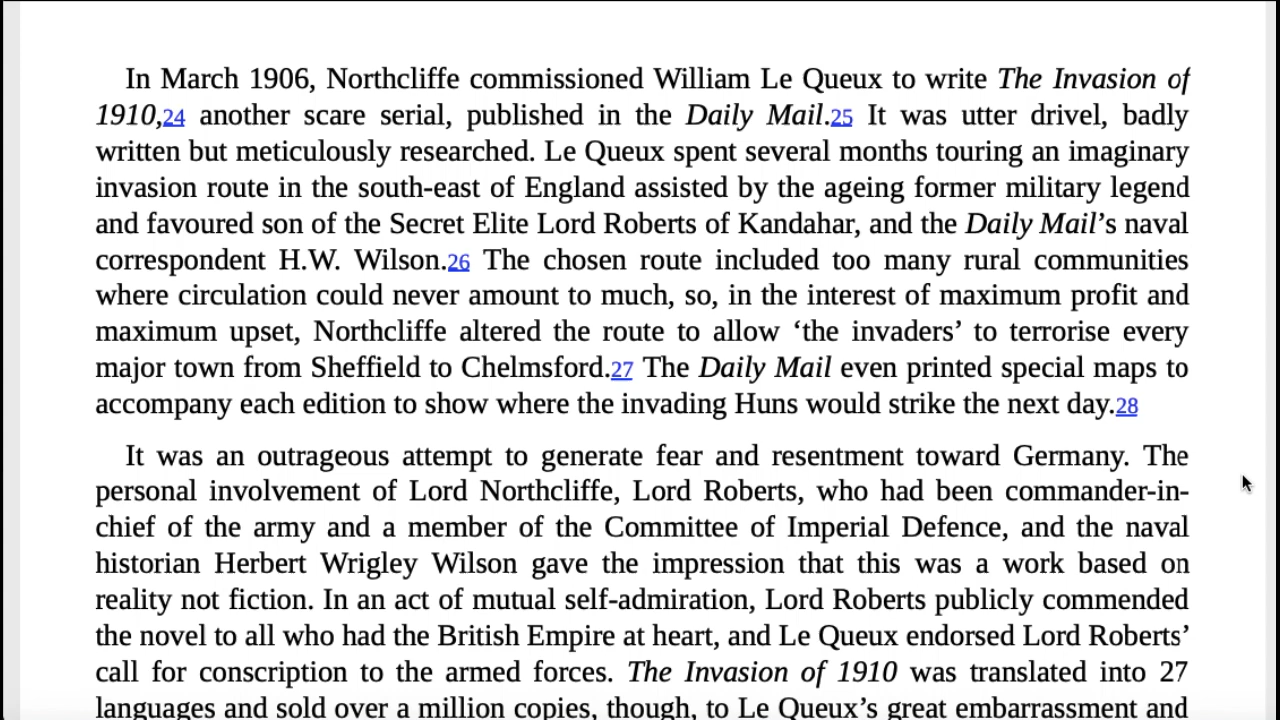 In March 1906, Northcliffe commissioned William Le Queux to write The Invasion of
1910,24 another scare serial, published in the Daily Mail.25 It was utter drivel, badly
written but meticulously researched. Le Queux spent several months touring an imaginary
invasion route in the south-east of England assisted by the ageing former military legend
and favoured son of the Secret Elite Lord Roberts of Kandahar, and the Daily Mail’s naval
correspondent H.W. Wilson.26 The chosen route included too many rural communities
where circulation could never amount to much, so, in the interest of maximum profit and
maximum upset, Northcliffe altered the route to allow ‘the invaders’ to terrorise every
major town from Sheffield to Chelmsford.27 The Daily Mail even printed special maps to
accompany each edition to show where the invading Huns would strike the next day.28
It was an outrageous attempt to generate fear and resentment toward Germany. The
personal involvement of Lord Northcliffe, Lord Roberts, who had been commander-in-
chief of the army and a member of the Committee of Imperial Defence, and the naval
historian Herbert Wrigley Wilson gave the impression that this was a work based on
reality not fiction. In an act of mutual self-admiration, Lord Roberts publicly commended
the novel to all who had the British Empire at heart, and Le Queux endorsed Lord Roberts’
call for conscription to the armed forces. The Invasion of 1910 was translated into 27
languages and sold over a million copies, though, to Le Queux’s great embarrassment and